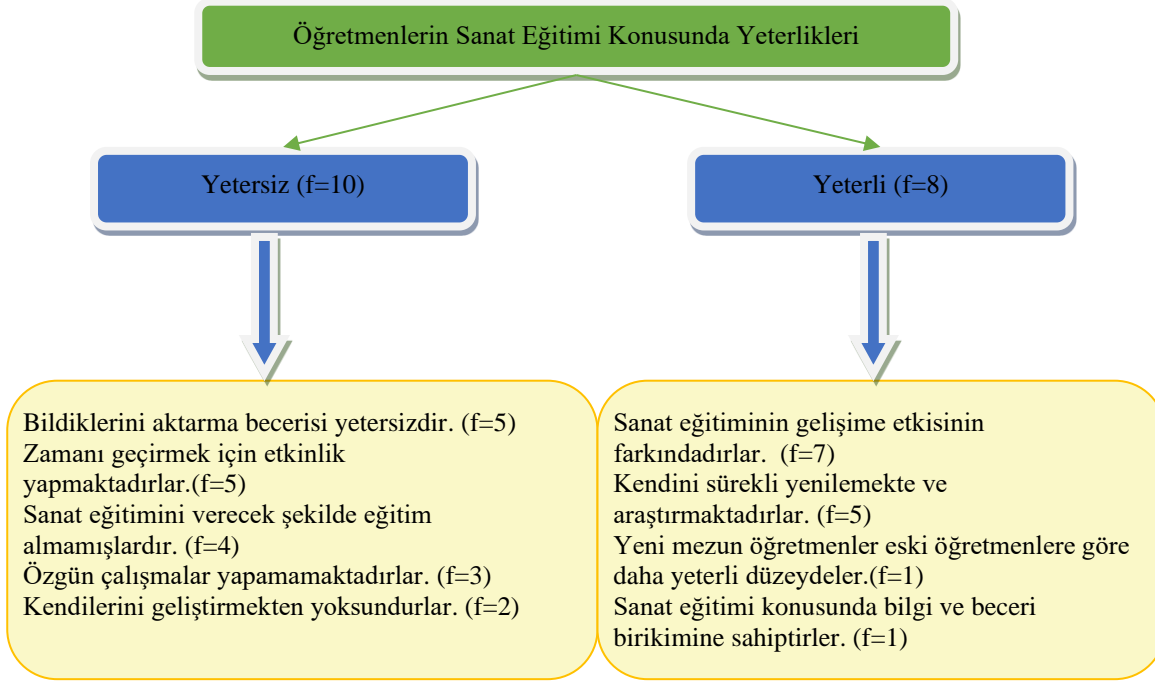 Öğretmenlerin Sanat Eğitimi Konusunda Yeterlikleri
Yetersiz (f=10)
Yeterli (f=8)
Bildiklerini aktarma becerisi yetersizdir. (f=5)
Zamanı geçirmek için etkinlik
yapmaktadırlar.(f=5)
Sanat eğitimini verecek şekilde eğitim
almamışlardır. (f=4)
Özgün çalışmalar yapamamaktadırlar. (f=3)
Kendilerini geliştirmekten yoksundurlar. (f=2)
Sanat eğitiminin gelişime etkisinin
farkındadırlar. (f=7)
Kendini sürekli yenilemekte ve
araştırmaktadırlar. (f=5)
Yeni mezun öğretmenler eski öğretmenlere göre
daha yeterli düzeydeler.(f=1)
Sanat eğitimi konusunda bilgi ve beceri
birikimine sahiptirler. (f=1)